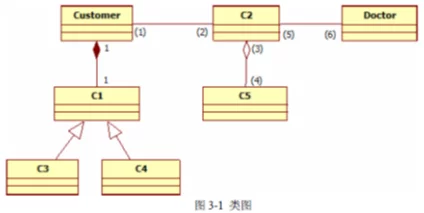 Customer
C2
Doctor
(1)
(2)
(5)
(6)
1
(3)
1
(4)
C1
C5
C3
C4
图 3-1 类图